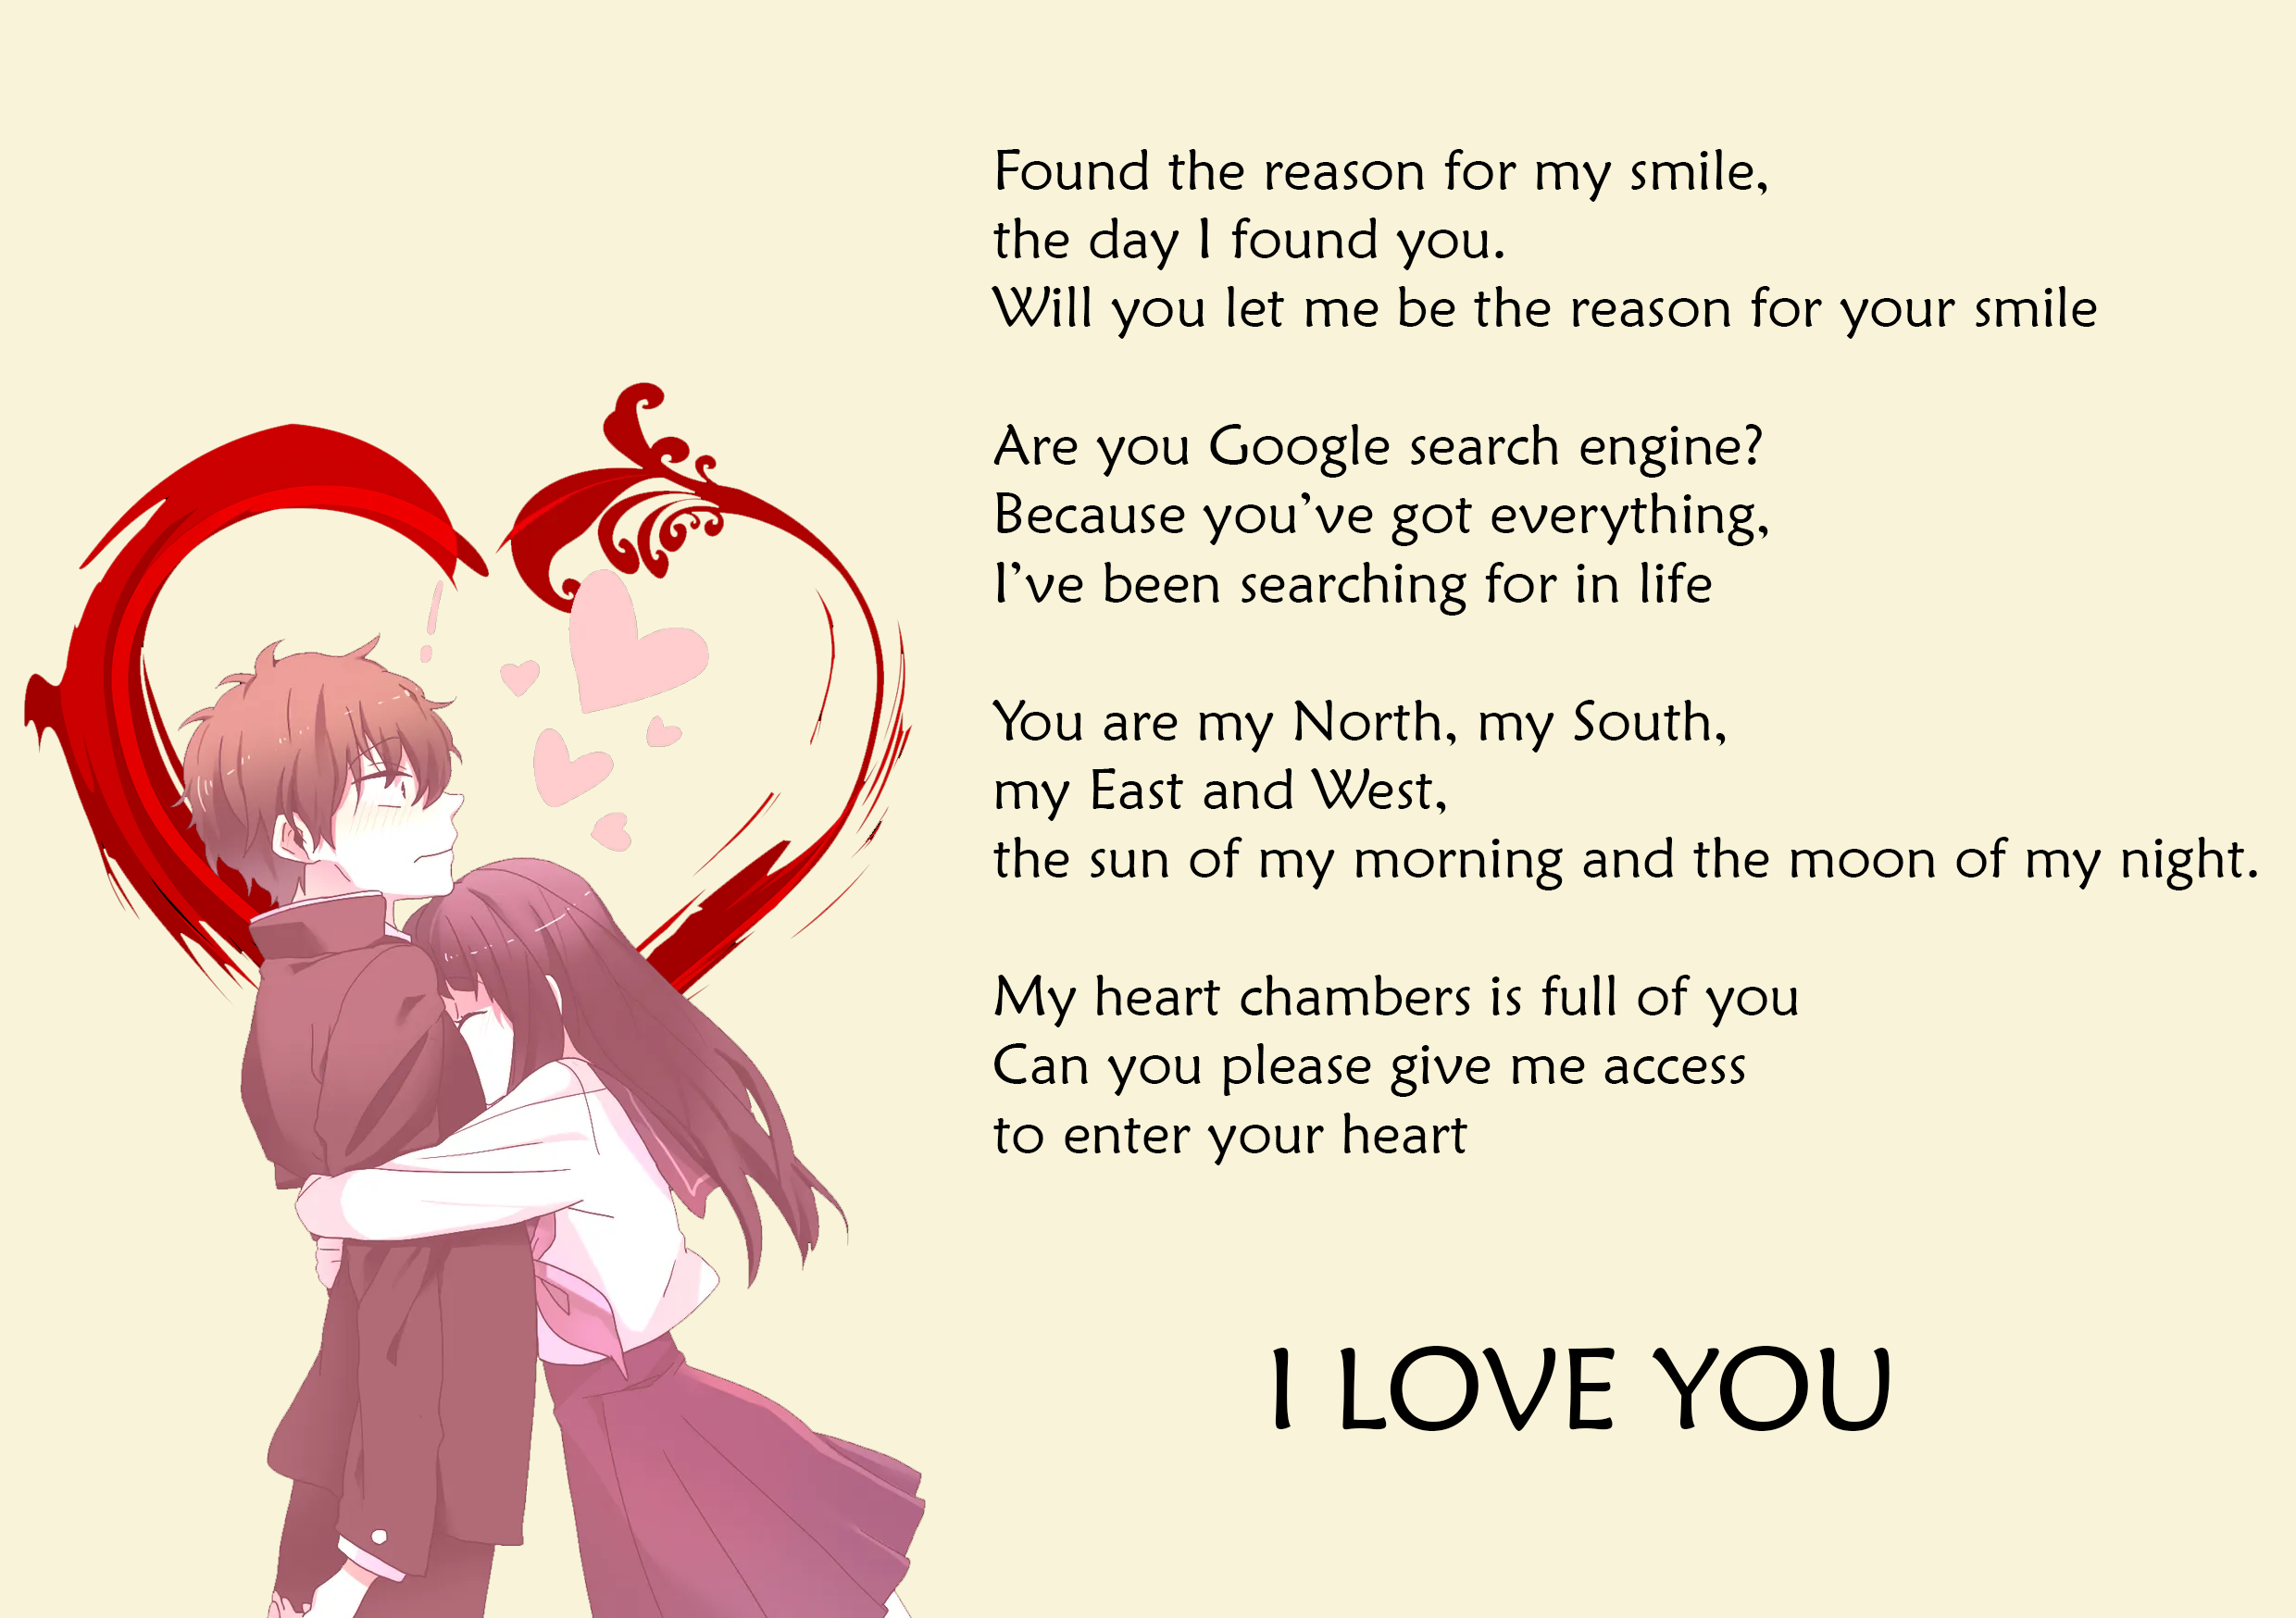 Found the reason for my smile,
the day I found you.
Will you let me be the reason for your smile
Are you Google search engine?
Because you’ve got everything,
I’ve been searching for in life
You are my North, my South,
my East and West,
the sun of my morning and the moon of my night.
My heart chambers is full of you
Can you please give me access
to enter your heart
I LOVE YOU